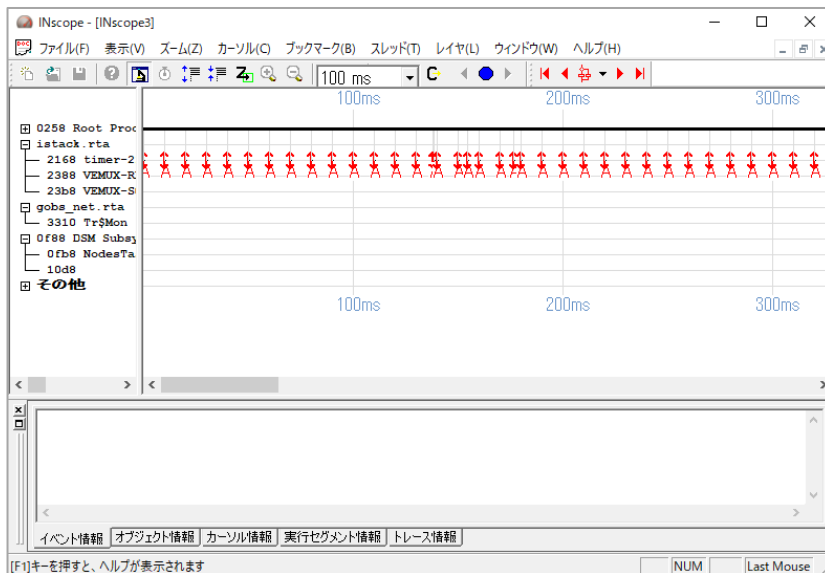 INscope - [INscope3]
ファイル(F) 表示(V) ズーム(Z) カーソル(C) ブックマーク(B) スレッド(T) レイヤ(L) ウィンドウ(W) ヘルプ(H)
100 ms
100ms 200ms 300ms
0258 Root Proc
istack.rta
2168 timer-2
2388 VEMUX-R
23b8 VEMUX-S
gobs_net.rta
3310 Tr$Mon
0f88 DSM Subsy
0fb8 NodesTa
10d8
その他
100ms 200ms 300ms
イベント情報 オブジェクト情報 カーソル情報 実行セグメント情報 トレース情報
[F1]キーを押すと、ヘルプが表示されます NUM Last Mouse